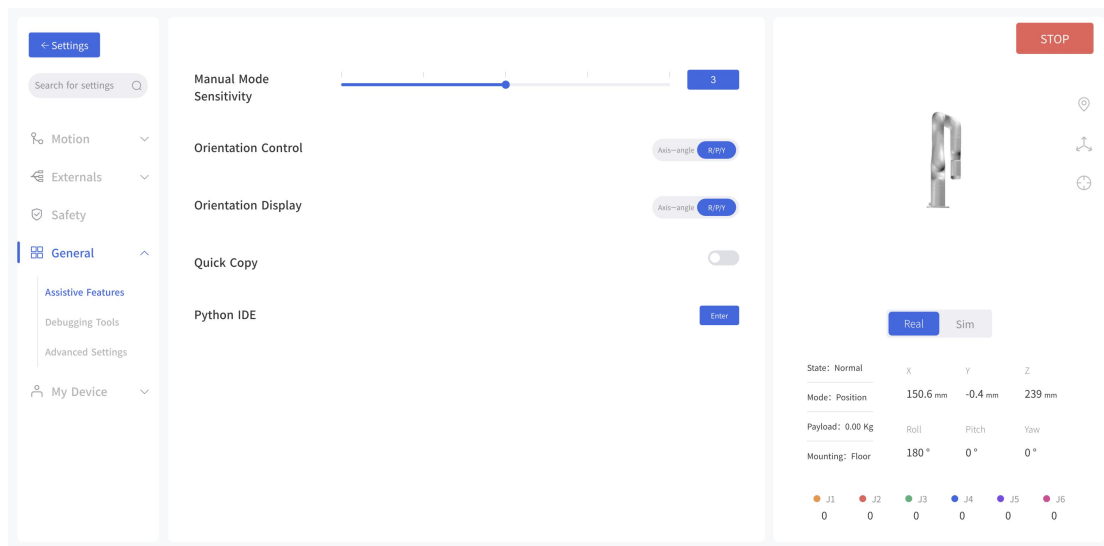 ← Settings
Search for settings
Motion
Externals
Safety
General
Assistive Features
Debugging Tools
Advanced Settings
My Device
Manual Mode
Sensitivity
3
Orientation Control
Axis-angle R/P/Y
Orientation Display
Axis-angle R/P/Y
Quick Copy
Python IDE
Enter
STOP
Real Sim
State: Normal
Mode: Position
Payload: 0.00 Kg
Mounting: Floor
X Y Z
150.6 mm -0.4 mm 239 mm
Roll Pitch Yaw
180 ° 0 ° 0 °
J1 J2 J3 J4 J5 J6
0 0 0 0 0 0